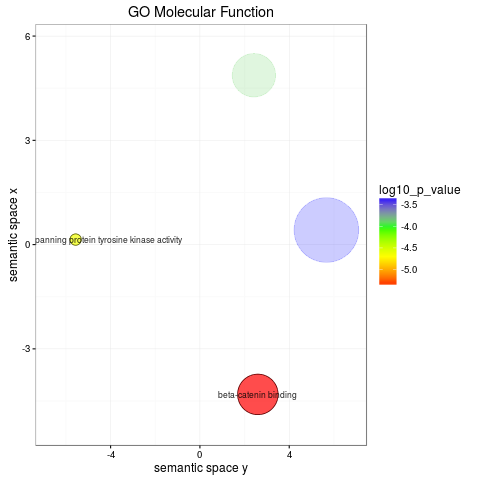 GO Molecular Function
6
3
0
-3
semantic space x
panning protein tyrosine kinase activity
beta-catenin binding
-4
0
4
semantic space y
log10_p_value
-3.5
-4.0
-4.5
-5.0